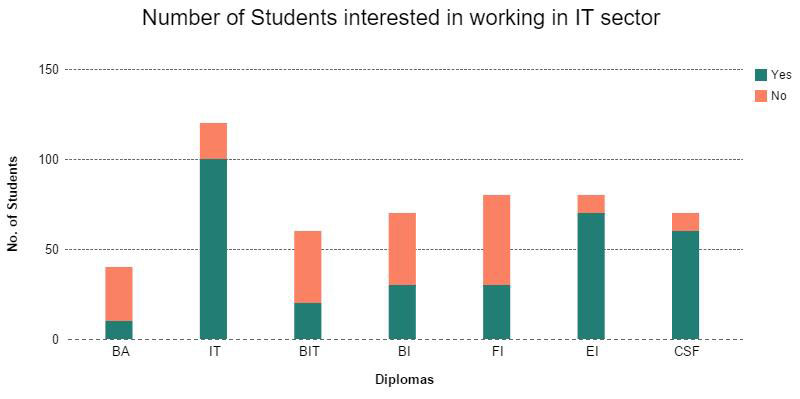 Number of Students interested in working in IT sector
150
Yes
No
100
No. of Students
50
0
BA IT BIT BI FI EI CSF
Diplomas